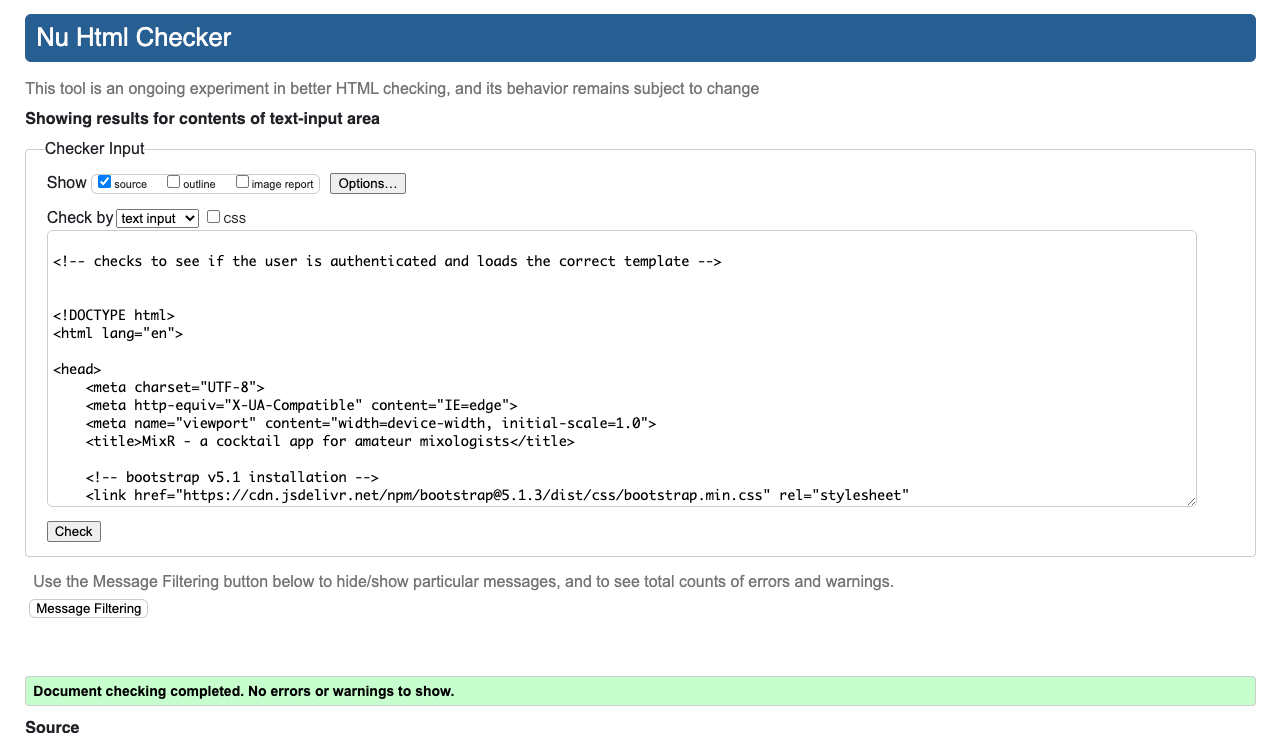 Nu Html Checker
This tool is an ongoing experiment in better HTML checking, and its behavior remains subject to change
Showing results for contents of text-input area
Checker Input
Show source outline image report Options...
Check by text input css
<!-- checks to see if the user is authenticated and loads the correct template -->
<!DOCTYPE html>
<html lang="en">
<head>
<meta charset="UTF-8">
<meta http-equiv="X-UA-Compatible" content="IE=edge">
<meta name="viewport" content="width=device-width, initial-scale=1.0">
<title>MixR - a cocktail app for amateur mixologists</title>
<!-- bootstrap v5.1 installation -->
<link href="https://cdn.jsdelivr.net/npm/bootstrap@5.1.3/dist/css/bootstrap.min.css" rel="stylesheet"
Check
Use the Message Filtering button below to hide/show particular messages, and to see total counts of errors and warnings.
Message Filtering
Document checking completed. No errors or warnings to show.
Source